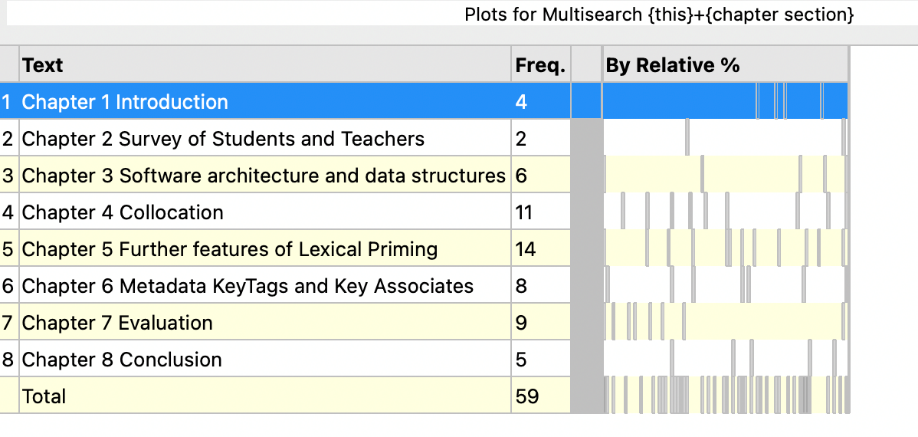 Plots for Multisearch {this}+{chapter section}
Text Freq. By Relative %
1 Chapter 1 Introduction 4
2 Chapter 2 Survey of Students and Teachers 2
3 Chapter 3 Software architecture and data structures 6
4 Chapter 4 Collocation 11
5 Chapter 5 Further features of Lexical Priming 14
6 Chapter 6 Metadata KeyTags and Key Associates 8
7 Chapter 7 Evaluation 9
8 Chapter 8 Conclusion 5
Total 59